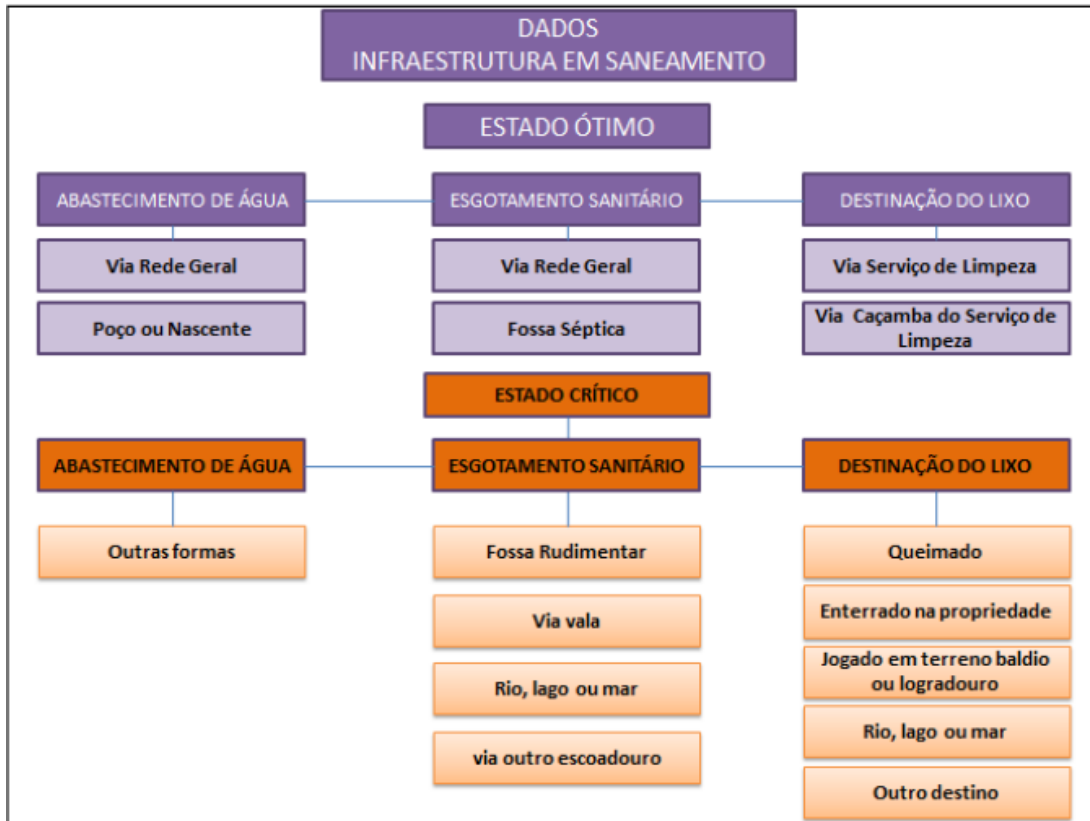 DADOS
INFRAESTRUTURA EM SANEAMENTO
ESTADO ÓTIMO
ABASTECIMENTO DE ÁGUA
ESGOTAMENTO SANITÁRIO
DESTINAÇÃO DO LIXO
Via Rede Geral
Via Rede Geral
Via Serviço de Limpeza
Poço ou Nascente
Fossa Séptica
Via Caçamba do Serviço de
Limpeza
ESTADO CRÍTICO
ABASTECIMENTO DE ÁGUA
ESGOTAMENTO SANITÁRIO
DESTINAÇÃO DO LIXO
Outras formas
Fossa Rudimentar
Queimado
Via vala
Enterrado na propriedade
Rio, lago ou mar
Jogado em terreno baldio
ou logradouro
via outro escoadouro
Rio, lago ou mar
Outro destino